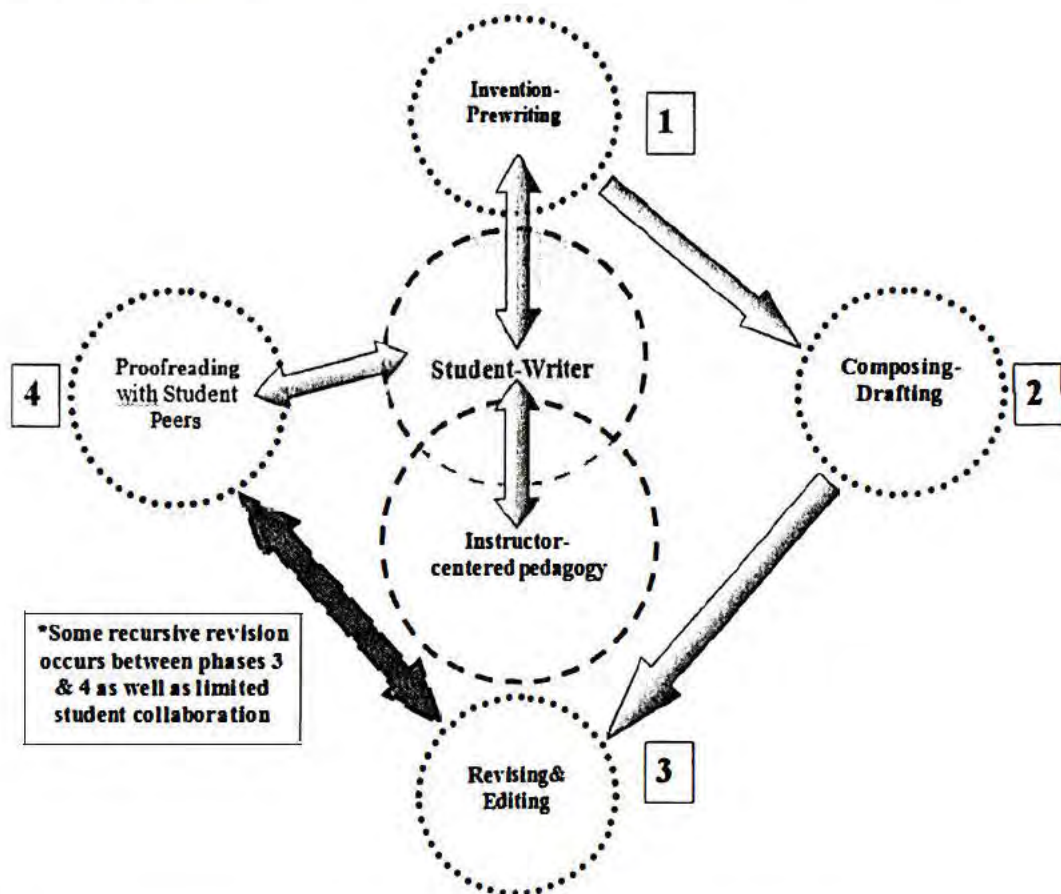 Invention-
Prewriting
1
Proofreading
with Student
Peers
4
Student-Writer
Composing-
Drafting
2
Instructor-
centered pedagogy
*Some recursive revision
occurs between phases 3
& 4 as well as limited
student collaboration
Revising&
Editing
3